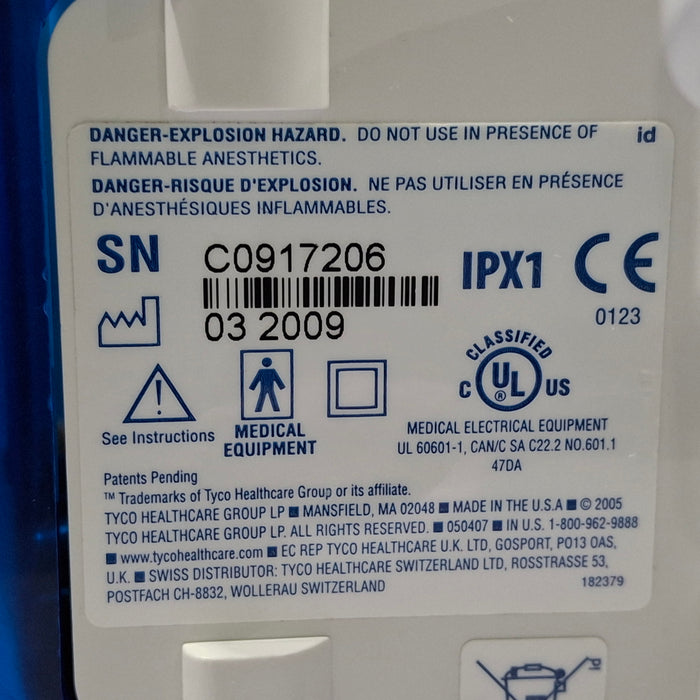 DANGER-EXPLOSION HAZARD. DO NOT USE IN PRESENCE OF
FLAMMABLE ANESTHETICS.
id
DANGER-RISQUE D'EXPLOSION. NE PAS UTILISER EN PRÉSENCE
D'ANESTHÉSIQUES INFLAMMABLES.
SN
C0917206
IPX1
CE
0123
03 2009
See Instructions
MEDICAL
EQUIPMENT
CLASSIFIED
C UL® US
MEDICAL ELECTRICAL EQUIPMENT
UL 60601-1, CAN/C SA C22.2 NO.601.1
47DA
Patents Pending
™ Trademarks of Tyco Healthcare Group or its affiliate.
TYCO HEALTHCARE GROUP LP ■ MANSFIELD, MA 02048 ■ MADE IN THE U.S.A ■ © 2005
TYCO HEALTHCARE GROUP LP. ALL RIGHTS RESERVED. ■ 050407 ■ IN U.S. 1-800-962-9888
■ www.tycohealthcare.com ■ EC REP TYCO HEALTHCARE U.K. LTD, GOSPORT, PO13 OAS,
U.K. ■ SWISS DISTRIBUTOR: TYCO HEALTHCARE SWITZERLAND LTD, ROSSTRASSE 53,
POSTFACH CH-8832, WOLLERAU SWITZERLAND
182379
id